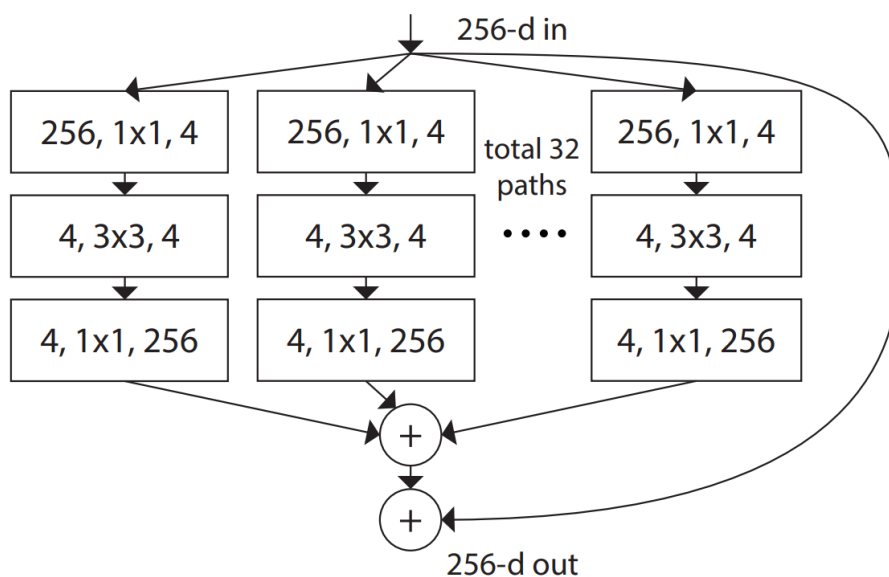 256-d in
256, 1x1, 4
256, 1x1, 4
total 32
paths
256, 1x1, 4
4, 3x3, 4
4, 3x3, 4
....
4, 3x3, 4
4, 1x1, 256
4, 1x1, 256
4, 1x1, 256
+
+
256-d out